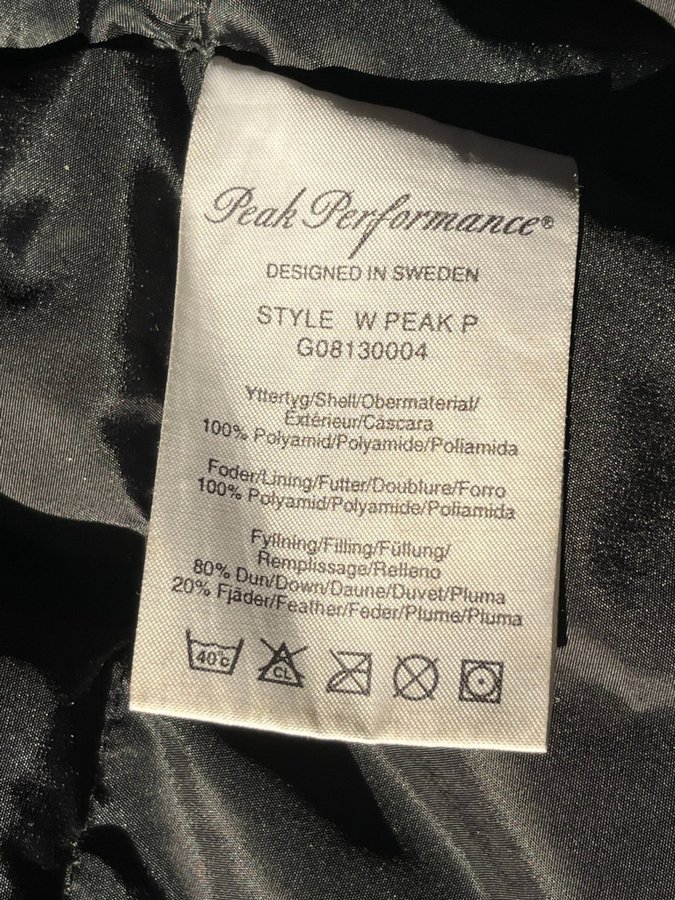 Peak Performance®
DESIGNED IN SWEDEN
STYLE W PEAK P
G08130004
Yttertyg/Shell/Obermaterial/
Extérieur/Cáscara
100% Polyamid/Polyamide/Poliamida
Foder/Lining/Futter/Doublure/Forro
100% Polyamid/Polyamide/Poliamida
Fyllning/Filling/Füllung/
Remplissage/Relleno
80% Dun/Down/Daune/Duvet/Pluma
20% Fjäder/Feather/Feder/Plume/Pluma
40°c CL